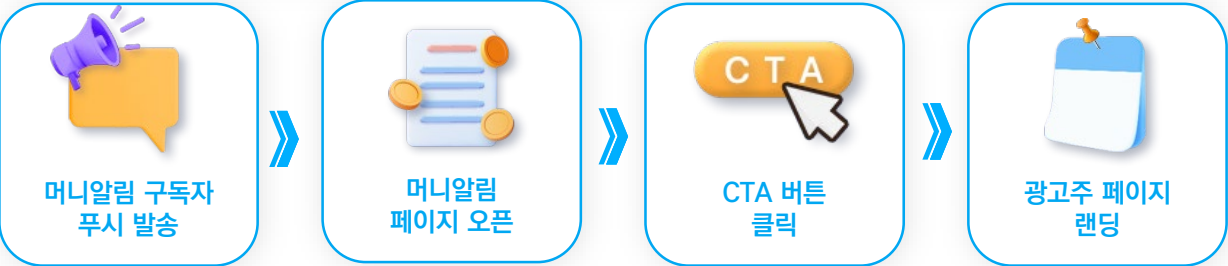 머니알림 구독자
푸시 발송
머니알림
페이지 오픈
CTA
CTA 버튼
클릭
광고주 페이지
랜딩